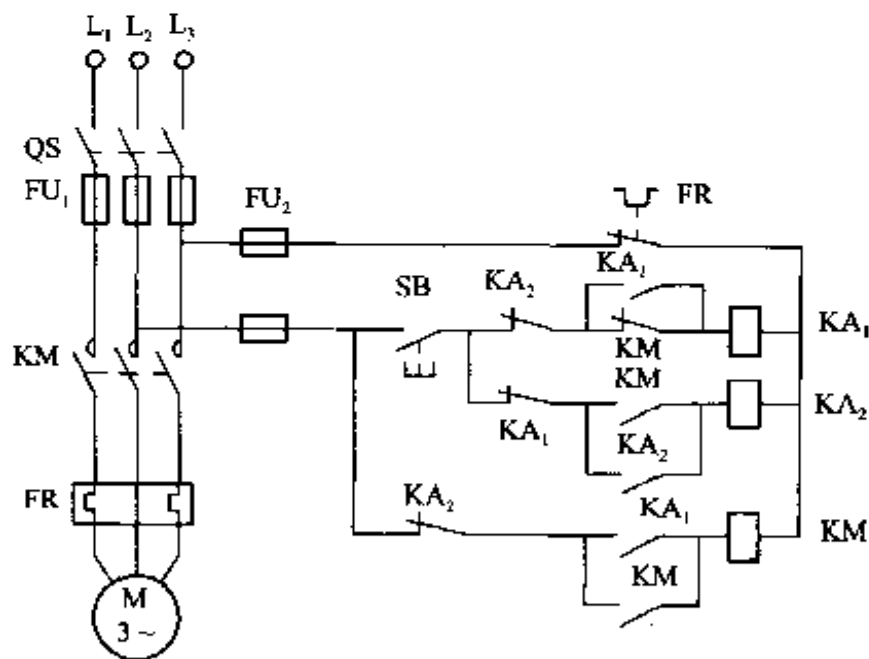 L₁ L₂ L₃
QS
FU₁
FU₂
FR
KA₁
SB
KA₂
KA₁
KM
KM
KM
KA₂
KA₁
KA₂
FR
KA₂
KA₁
KM
KM
M
3 ~